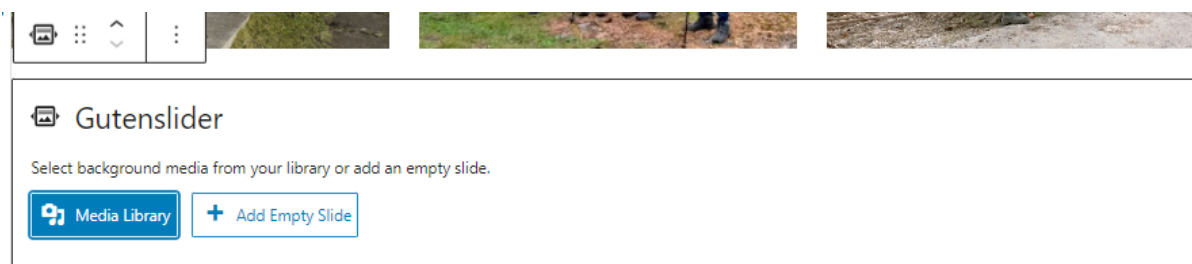 Gutenslider
Select background media from your library or add an empty slide.
Media Library
Add Empty Slide